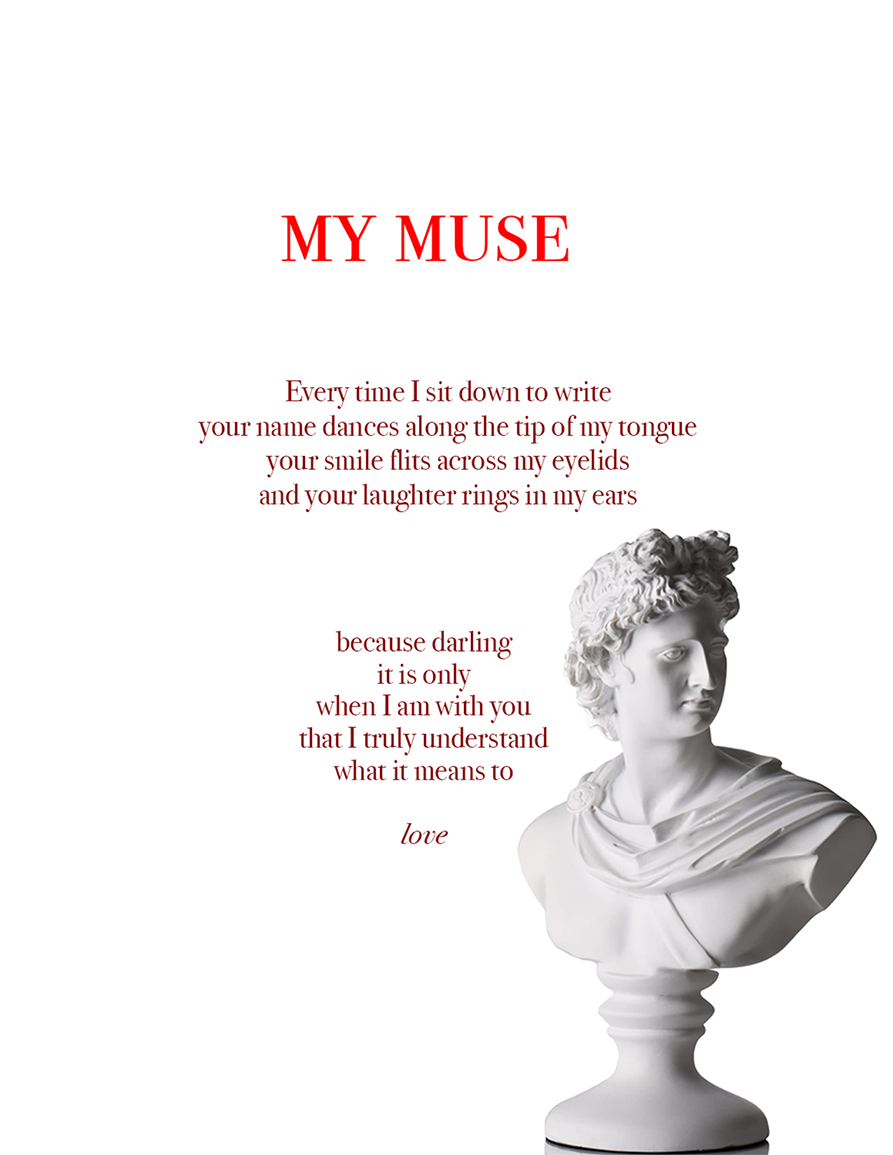 MY MUSE
Every time I sit down to write
your name dances along the tip of my tongue
your smile flits across my eyelids
and your laughter rings in my ears
because darling
it is only
when I am with you
that I truly understand
what it means to
love